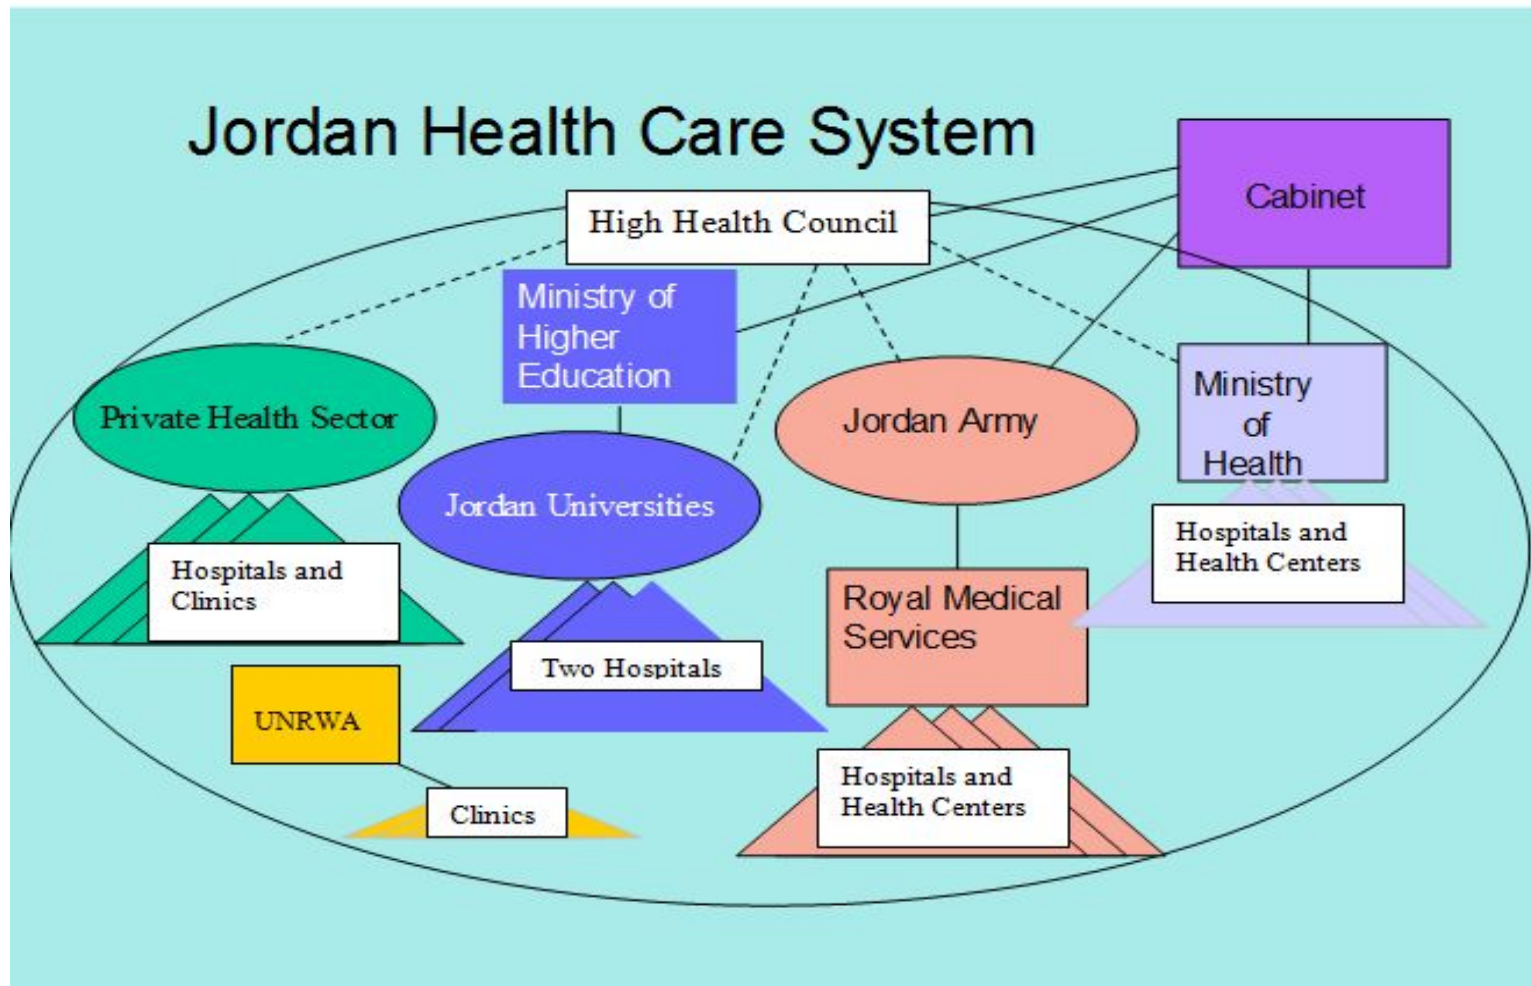 Jordan Health Care System
Cabinet
High Health Council
Ministry of
Higher
Education
Private Health Sector
Jordan Universities
Jordan Army
Ministry
of
Health
Hospitals and
Clinics
Two Hospitals
Royal Medical
Services
Hospitals and
Health Centers
UNRWA
Clinics
Hospitals and
Health Centers